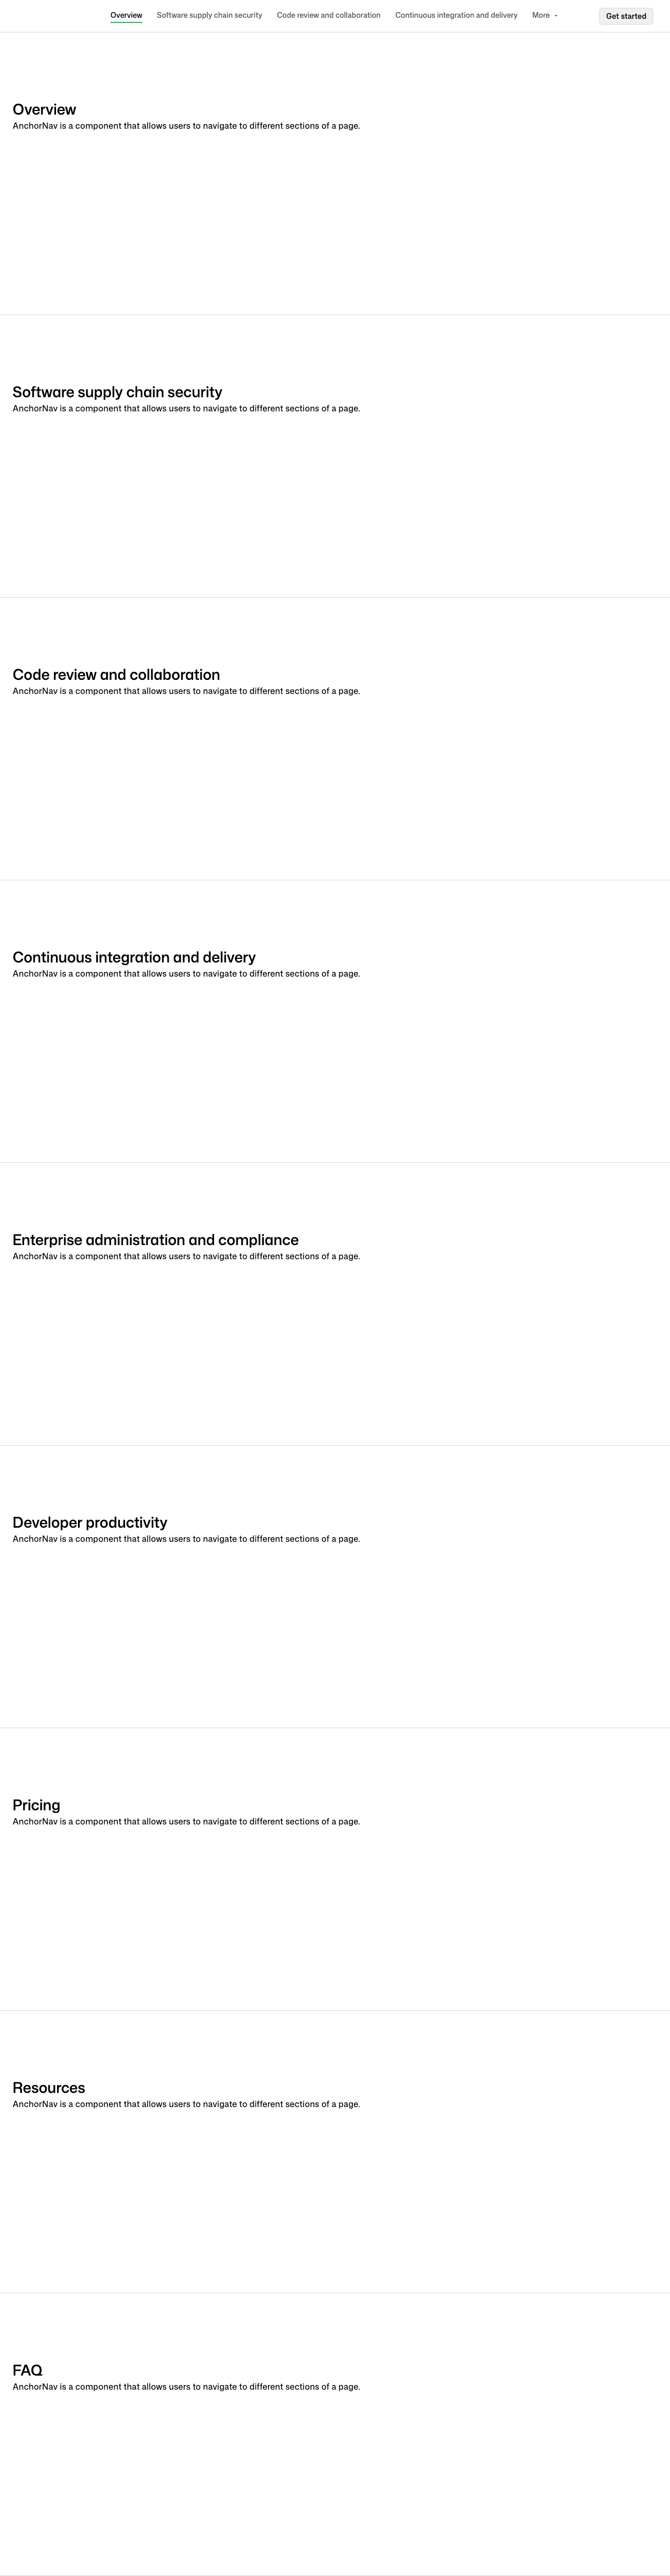 Overview Software supply chain security Code review and collaboration Continuous integration and delivery More Get started
Overview
AnchorNav is a component that allows users to navigate to different sections of a page.
Software supply chain security
AnchorNav is a component that allows users to navigate to different sections of a page.
Code review and collaboration
AnchorNav is a component that allows users to navigate to different sections of a page.
Continuous integration and delivery
AnchorNav is a component that allows users to navigate to different sections of a page.
Enterprise administration and compliance
AnchorNav is a component that allows users to navigate to different sections of a page.
Developer productivity
AnchorNav is a component that allows users to navigate to different sections of a page.
Pricing
AnchorNav is a component that allows users to navigate to different sections of a page.
Resources
AnchorNav is a component that allows users to navigate to different sections of a page.
FAQ
AnchorNav is a component that allows users to navigate to different sections of a page.